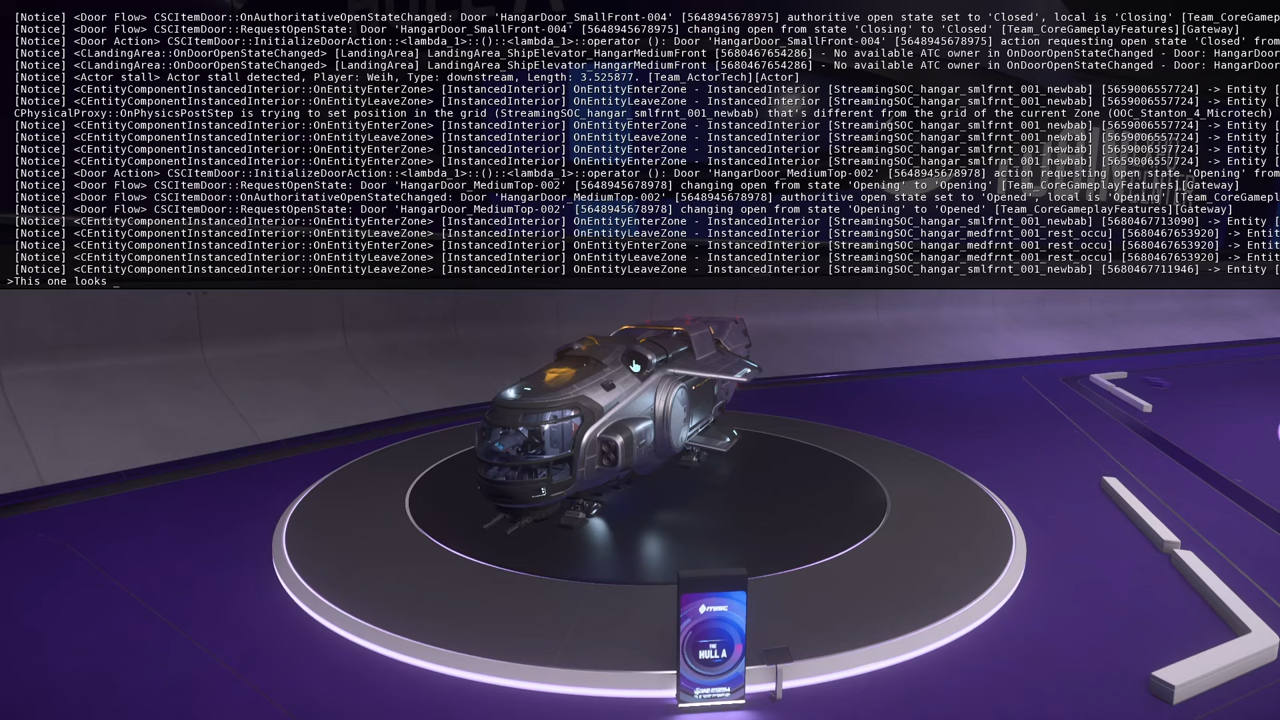 [Notice] <Door Flow> CSCItemDoor::OnAuthoritativeOpenStateChanged: Door 'HangarDoor_SmallFront-004' [5648945678975] authoritive open state set to 'Closed', local is 'Closing' [Team_CoreGamep
[Notice] <Door Flow> CSCItemDoor::RequestOpenState: Door 'HangarDoor_SmallFront-004' [5648945678975] changing open from state 'Closing' to 'Closed' [Team_CoreGameplayFeatures][Gateway]
[Notice] <Door Action> CSCItemDoor::InitializeDoorAction::<lambda_1>::()::<lambda_1>::operator (): Door 'HangarDoor_SmallFront-004' [5648945678975] action requesting open state 'Closed' from
[Notice] <CLandingArea::OnDoorOpenStateChanged> [Landing] LandingArea_ShipElevator_HangarMediumFront [5680467654286] - No available ATC owner in OnDoorOpenStateChanged - Door: HangarDoor
[Notice] <CLandingArea::OnDoorOpenStateChanged> [Landing] LandingArea_ShipElevator_HangarMediumFront [5680467654286] - No available ATC owner in OnDoorOpenStateChanged - Door: HangarDoor
[Notice] <Actor stall> Actor stall detected, Player: Weih, Type: downstream, Length: 3.525877. [Team_ActorTech][Actor]
[Notice] <CEntityComponentInstancedInterior::OnEntityEnterZone> [InstancedInterior] OnEntityEnterZone - InstancedInterior [StreamingSOC_hangar_smlfrnt_001_newbab] [5659006557724] -> Entity [
[Notice] <CEntityComponentInstancedInterior::OnEntityLeaveZone> [InstancedInterior] OnEntityLeaveZone - InstancedInterior [StreamingSOC_hangar_smlfrnt_001_newbab] [5659006557724] -> Entity [
CPhysicalProxy::OnPhysicsPostStep is trying to set position in the grid (StreamingSOC_hangar_smlfrnt_001_newbab) that's different from the grid of the current Zone (OOC_Stanton_4_Microtech)
[Notice] <CEntityComponentInstancedInterior::OnEntityEnterZone> [InstancedInterior] OnEntityEnterZone - InstancedInterior [StreamingSOC_hangar_smlfrnt_001_newbab] [5659006557724] -> Entity [
[Notice] <CEntityComponentInstancedInterior::OnEntityLeaveZone> [InstancedInterior] OnEntityLeaveZone - InstancedInterior [StreamingSOC_hangar_smlfrnt_001_newbab] [5659006557724] -> Entity [
[Notice] <CEntityComponentInstancedInterior::OnEntityEnterZone> [InstancedInterior] OnEntityEnterZone - InstancedInterior [StreamingSOC_hangar_smlfrnt_001_newbab] [5659006557724] -> Entity [
[Notice] <CEntityComponentInstancedInterior::OnEntityLeaveZone> [InstancedInterior] OnEntityLeaveZone - InstancedInterior [StreamingSOC_hangar_smlfrnt_001_newbab] [5659006557724] -> Entity [
[Notice] <Door Action> CSCItemDoor::InitializeDoorAction::<lambda_1>::()::<lambda_1>::operator (): Door 'HangarDoor_MediumTop-002' [5648945678978] action requesting open state 'Opening' from
[Notice] <Door Flow> CSCItemDoor::RequestOpenState: Door 'HangarDoor_MediumTop-002' [5648945678978] changing open from state 'Opening' to 'Opening' [Team_CoreGameplayFeatures][Gateway]
[Notice] <Door Flow> CSCItemDoor::OnAuthoritativeOpenStateChanged: Door 'HangarDoor_MediumTop-002' [5648945678978] authoritive open state set to 'Opened', local is 'Opening' [Team_CoreGamepl
[Notice] <Door Flow> CSCItemDoor::RequestOpenState: Door 'HangarDoor_MediumTop-002' [5648945678978] changing open from state 'Opening' to 'Opened' [Team_CoreGameplayFeatures][Gateway]
[Notice] <CEntityComponentInstancedInterior::OnEntityEnterZone> [InstancedInterior] OnEntityEnterZone - InstancedInterior [StreamingSOC_hangar_smlfrnt_001_newbab] [5680467713090] -> Entity [
[Notice] <CEntityComponentInstancedInterior::OnEntityLeaveZone> [InstancedInterior] OnEntityLeaveZone - InstancedInterior [StreamingSOC_hangar_medfrnt_001_rest_occu] [5680467653920] -> Entit
[Notice] <CEntityComponentInstancedInterior::OnEntityEnterZone> [InstancedInterior] OnEntityEnterZone - InstancedInterior [StreamingSOC_hangar_medfrnt_001_rest_occu] [5680467653920] -> Entit
[Notice] <CEntityComponentInstancedInterior::OnEntityLeaveZone> [InstancedInterior] OnEntityLeaveZone - InstancedInterior [StreamingSOC_hangar_medfrnt_001_rest_occu] [5680467653920] -> Entit
[Notice] <CEntityComponentInstancedInterior::OnEntityLeaveZone> [InstancedInterior] OnEntityLeaveZone - InstancedInterior [StreamingSOC_hangar_smlfrnt_001_newbab] [5680467711946] -> Entity [
>This one looks _
MISC
THE
HULL A